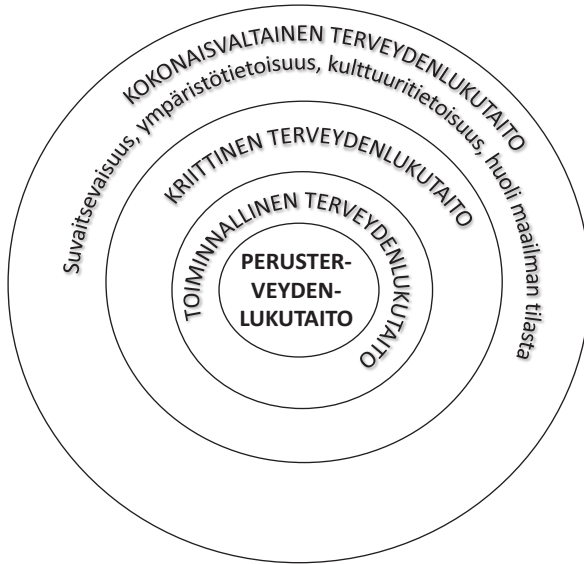 KOKONAISVALTAINEN TERVEYDENLUKUTAITO
Suvaitsevaisuus, ympäristötietoisuus, kulttuuritietoisuus, huoli maailman tilasta
KRIITTINEN TERVEYDENLUKUTAITO
TOIMINNALLINEN TERVEYDENLUKUTAITO
PERUSTER-
VEYDEN-
LUKUTAITO